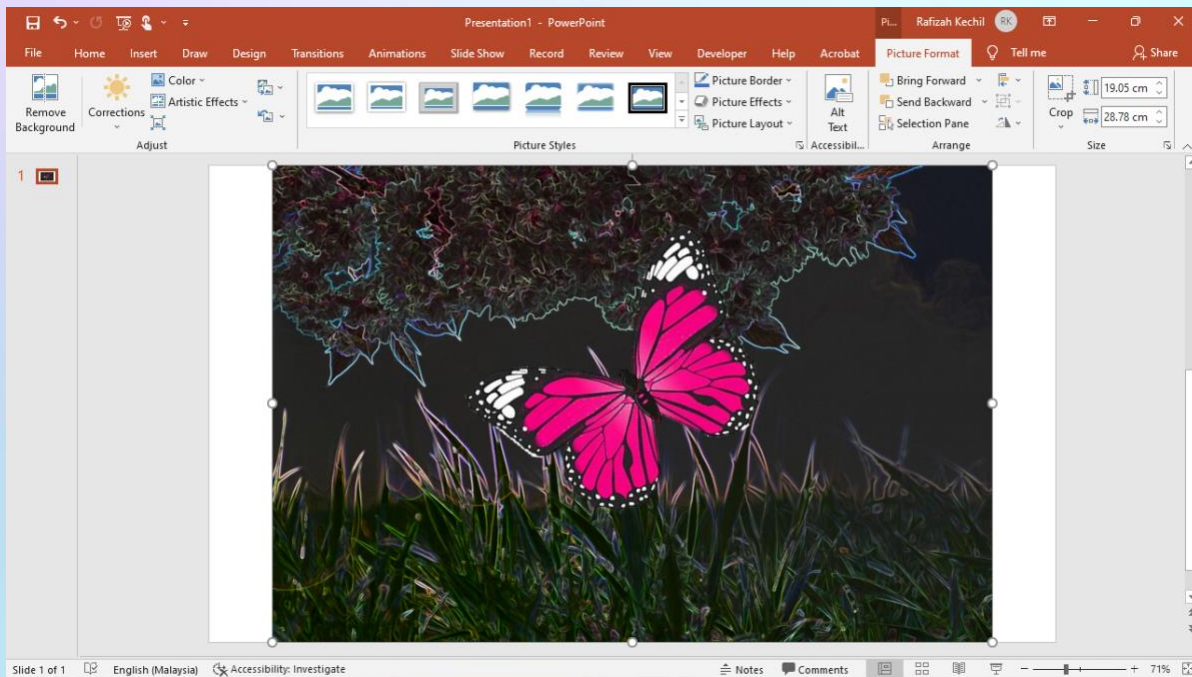 Presentation1 - PowerPoint
Pi...
Rafizah Kechil
RK
File Home Insert Draw Design Transitions Animations Slide Show Record Review View Developer Help Acrobat Picture Format Tell me Share
Remove Background
Corrections
Color
Artistic Effects
Adjust
Picture Styles
Picture Border
Picture Effects
Picture Layout
Alt Text
Accessibil...
Bring Forward
Send Backward
Selection Pane
Arrange
Crop
19.05 cm
28.78 cm
Size
1
Slide 1 of 1 English (Malaysia) Accessibility: Investigate Notes Comments 71%